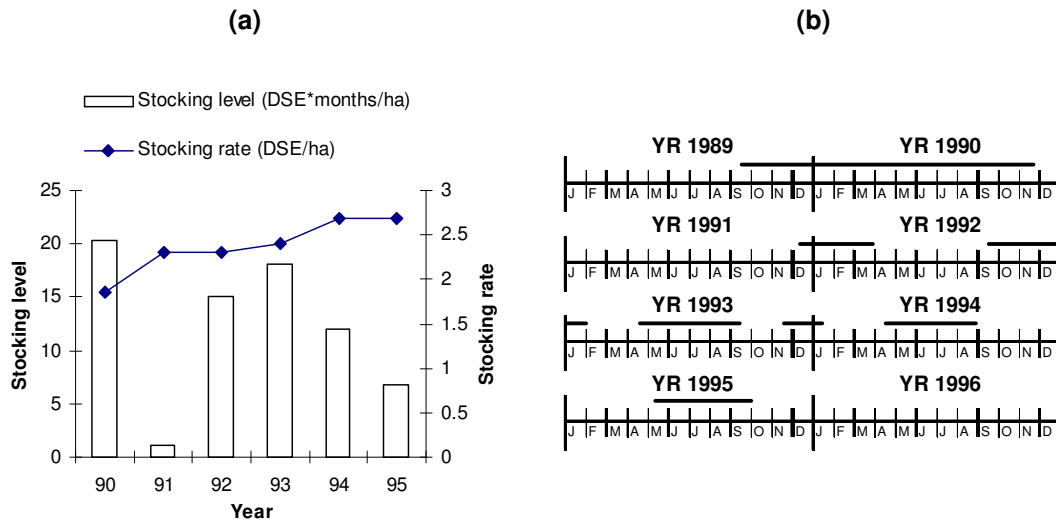 (a)
Stocking level (DSE*months/ha)
Stocking rate (DSE/ha)
25
20
15
10
5
0
Stocking level
3
2.5
2
1.5
1
0.5
0
Stocking rate
90 91 92 93 94 95
Year
(b)
YR 1989 YR 1990
J F M A M J J A S O N D J F M A M J J A S O N D
YR 1991 YR 1992
J F M A M J J A S O N D J F M A M J J A S O N D
YR 1993 YR 1994
J F M A M J J A S O N D J F M A M J J A S O N D
YR 1995 YR 1996
J F M A M J J A S O N D J F M A M J J A S O N D